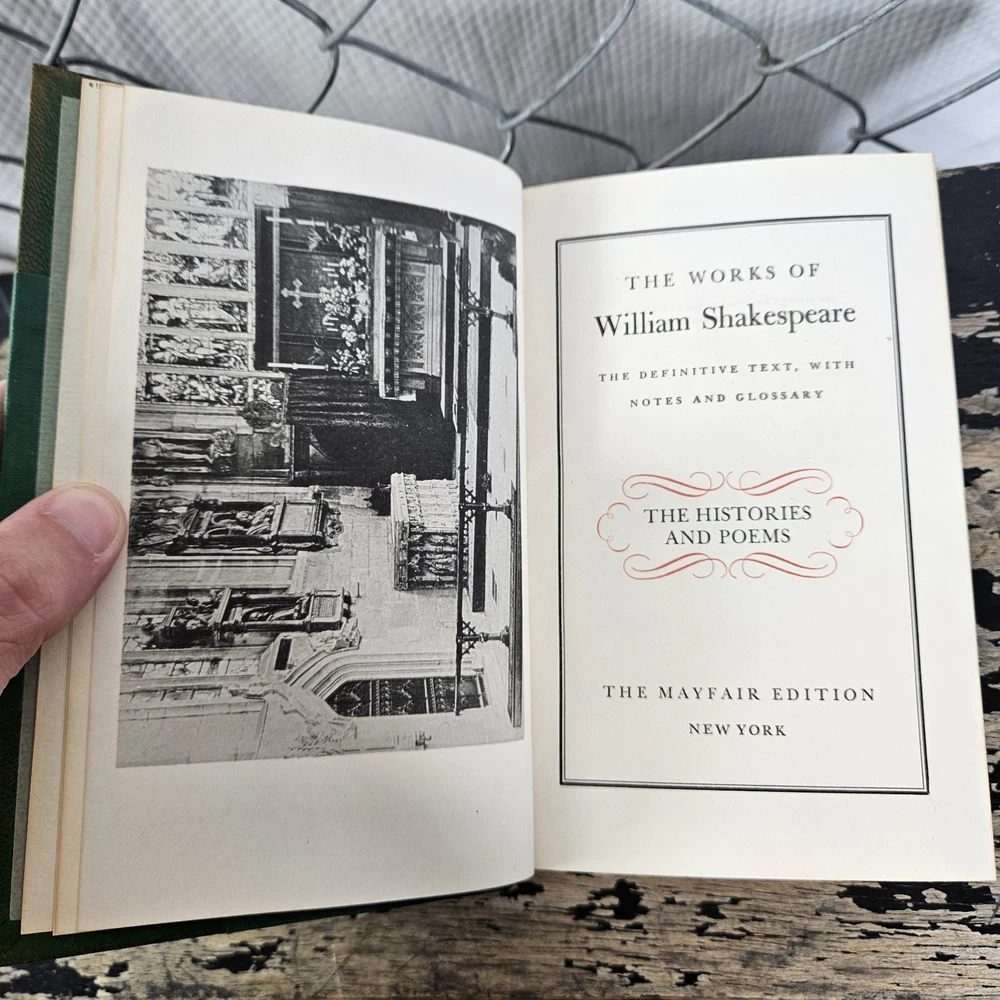 THE WORKS OF
William Shakespeare
THE DEFINITIVE TEXT, WITH
NOTES AND GLOSSARY
THE HISTORIES
AND POEMS
THE MAYFAIR EDITION
NEW YORK